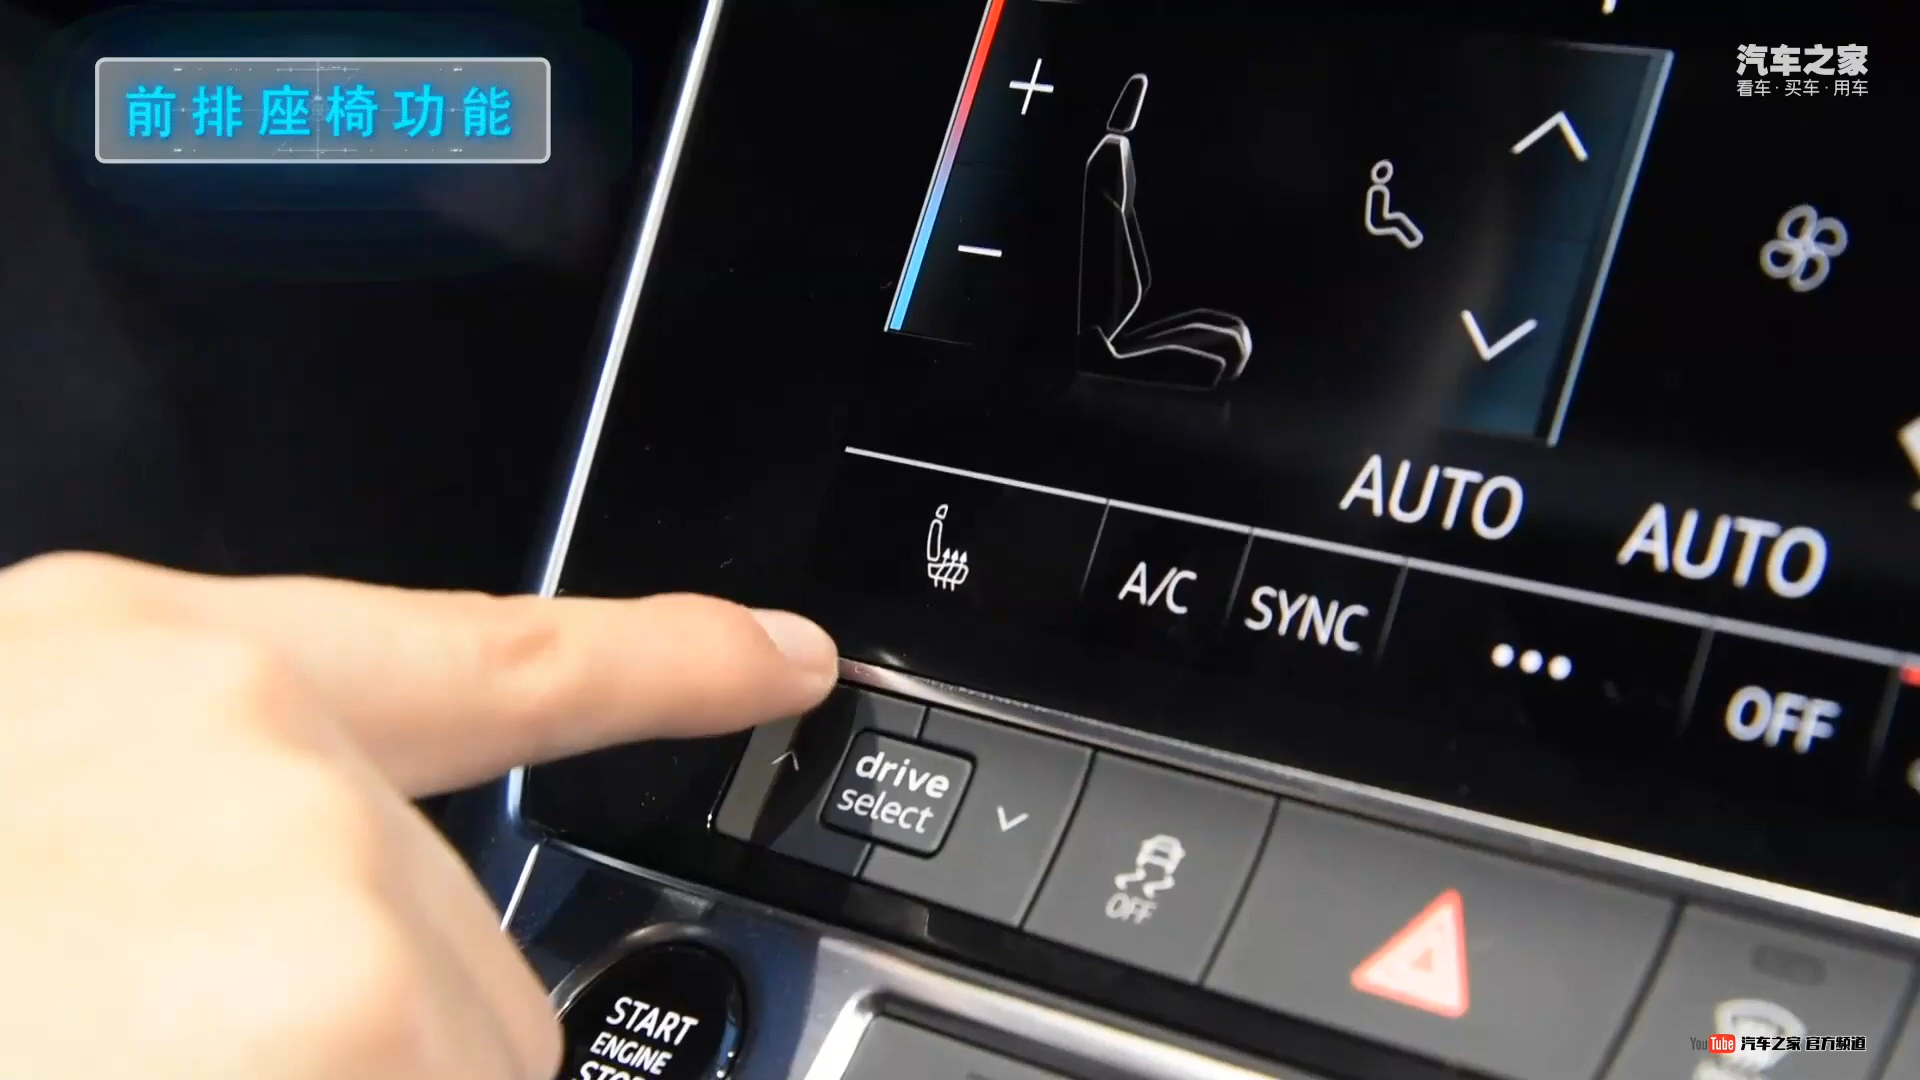 前排座椅功能
汽车之家
看车·买车·用车
AUTO
AUTO
A/C
SYNC
OFF
drive
select
OFF
START
ENGINE
STOP
YouTube 汽车之家 官方频道